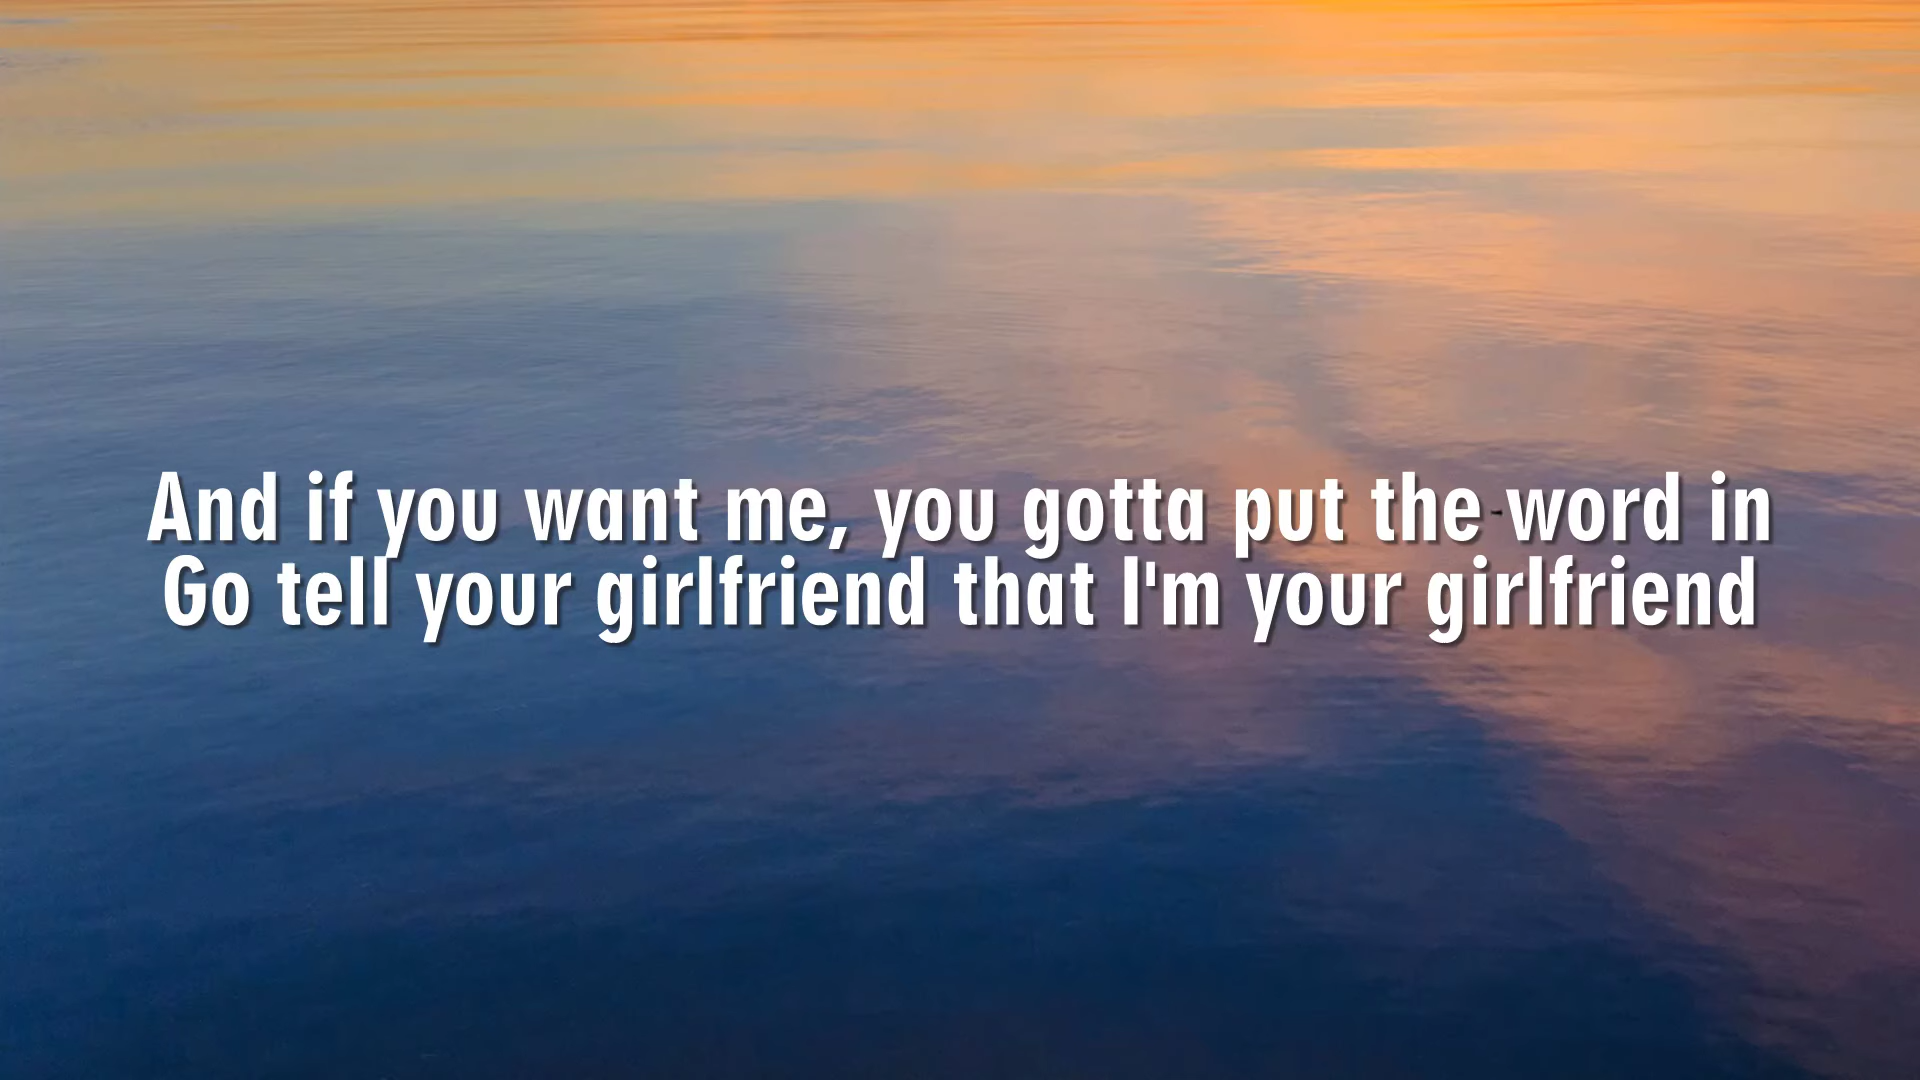 And if you want me, you gotta put the word in
Go tell your girlfriend that I'm your girlfriend